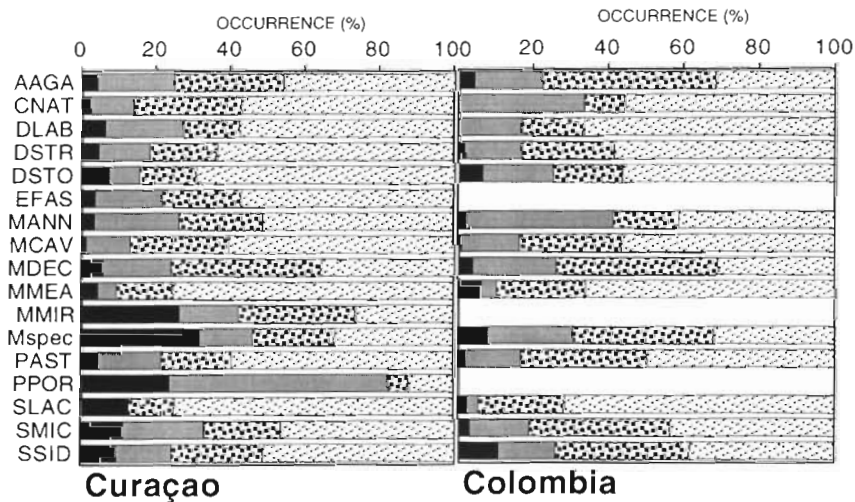 OCCURRENCE (%)
OCCURRENCE (%)
0 20 40 60 80 100
20 40 60 80 100
AAGA
CNAT
DLAB
DSTR
DSTO
EFAS
MANN
MCAV
MDEC
MMEA
MMIR
Mspec
PAST
PPOR
SLAC
SMIC
SSID
Curaçao
Colombia